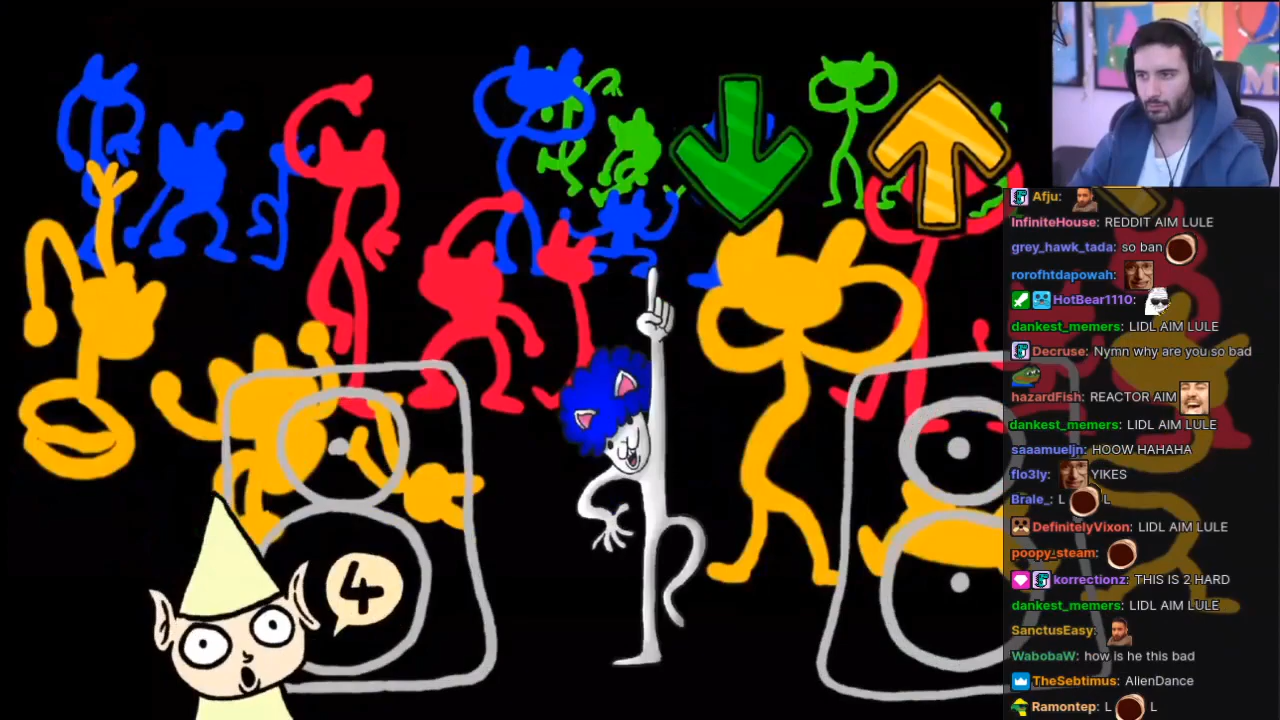 Afju:
InfiniteHouse: REDDIT AIM LULE
grey_hawk_tada: so ban
rorofhtdapowah:
HotBear1110:
dankest_memers: LIDL AIM LULE
Decruse: Nymn why are you so bad
hazardFish: REACTOR AIM
dankest_memers: LIDL AIM LULE
saaamueljn: HOOW HAHAHA
flo3ly: YIKES
Brale_: L L
DefinitelyVixon: LIDL AIM LULE
poopy_steam:
korrectionz: THIS IS 2 HARD
dankest_memers: LIDL AIM LULE
SanctusEasy:
WabobaW: how is he this bad
TheSebtimus: AlienDance
Ramontep: L L
4